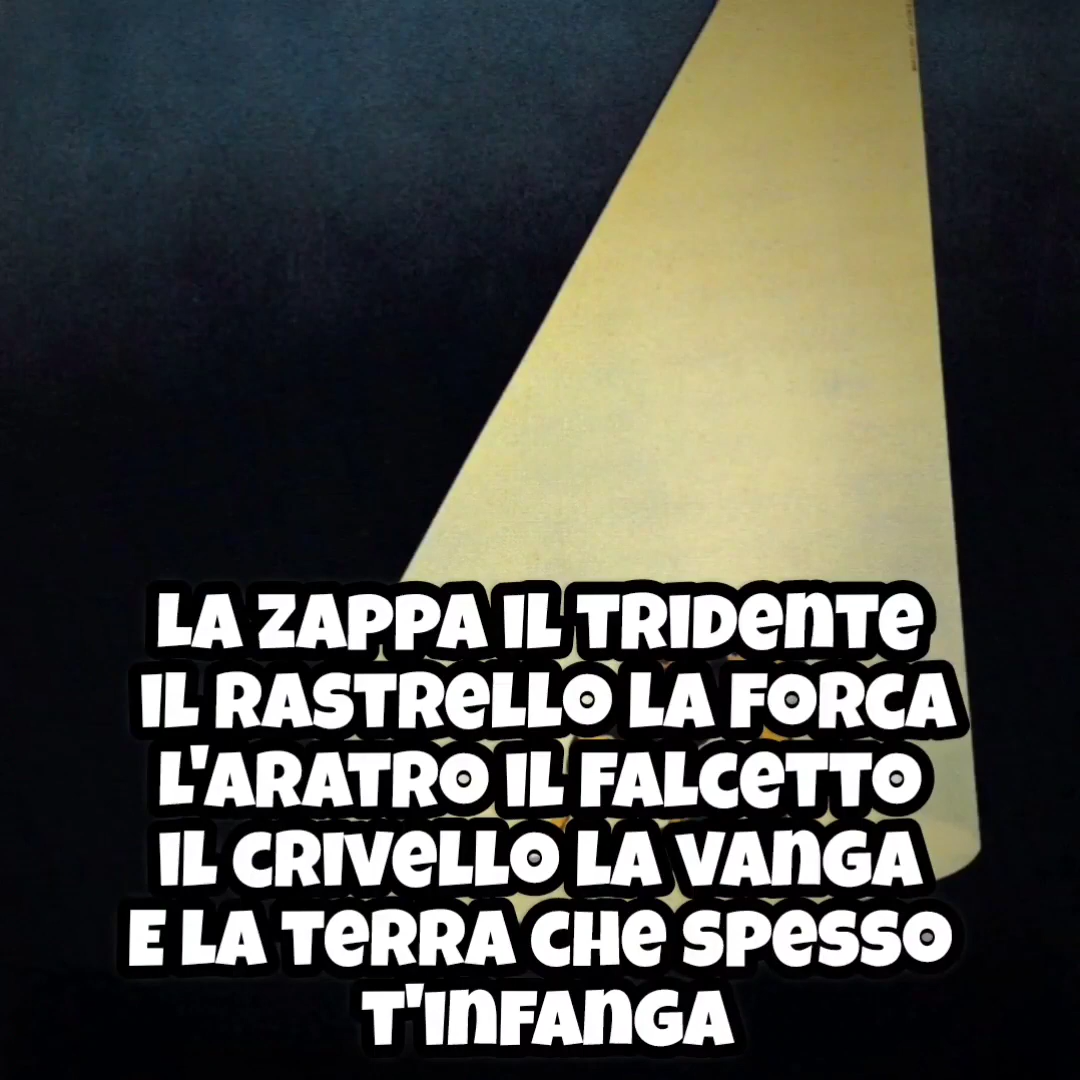 LA ZAPPA IL TRIDENTE
IL RASTRELLO LA FORCA
L'ARATRO IL FALCETTO
IL CRIVELLO LA VANGA
E LA TERRA CHE SPESSO
T'INFANGA